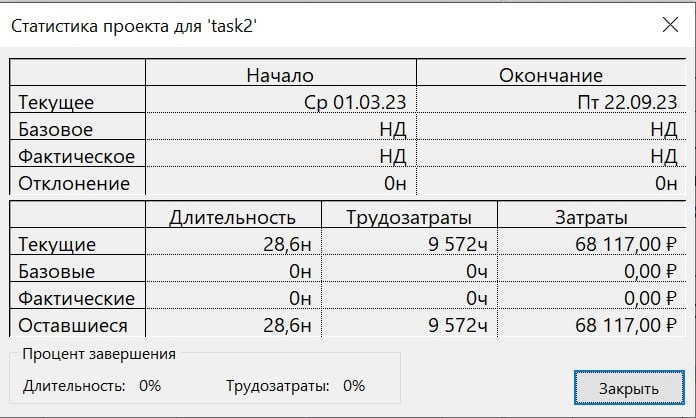 Статистика проекта для 'task2'
Начало Окончание
Текущее Ср 01.03.23 Пт 22.09.23
Базовое НД НД
Фактическое НД НД
Отклонение 0н 0н
Длительность Трудозатраты Затраты
Текущие 28,6н 9 572ч 68 117,00 ₽
Базовые 0н 0ч 0,00 ₽
Фактические 0н 0ч 0,00 ₽
Оставшиеся 28,6н 9 572ч 68 117,00 ₽
Процент завершения
Длительность: 0% Трудозатраты: 0%
Закрыть